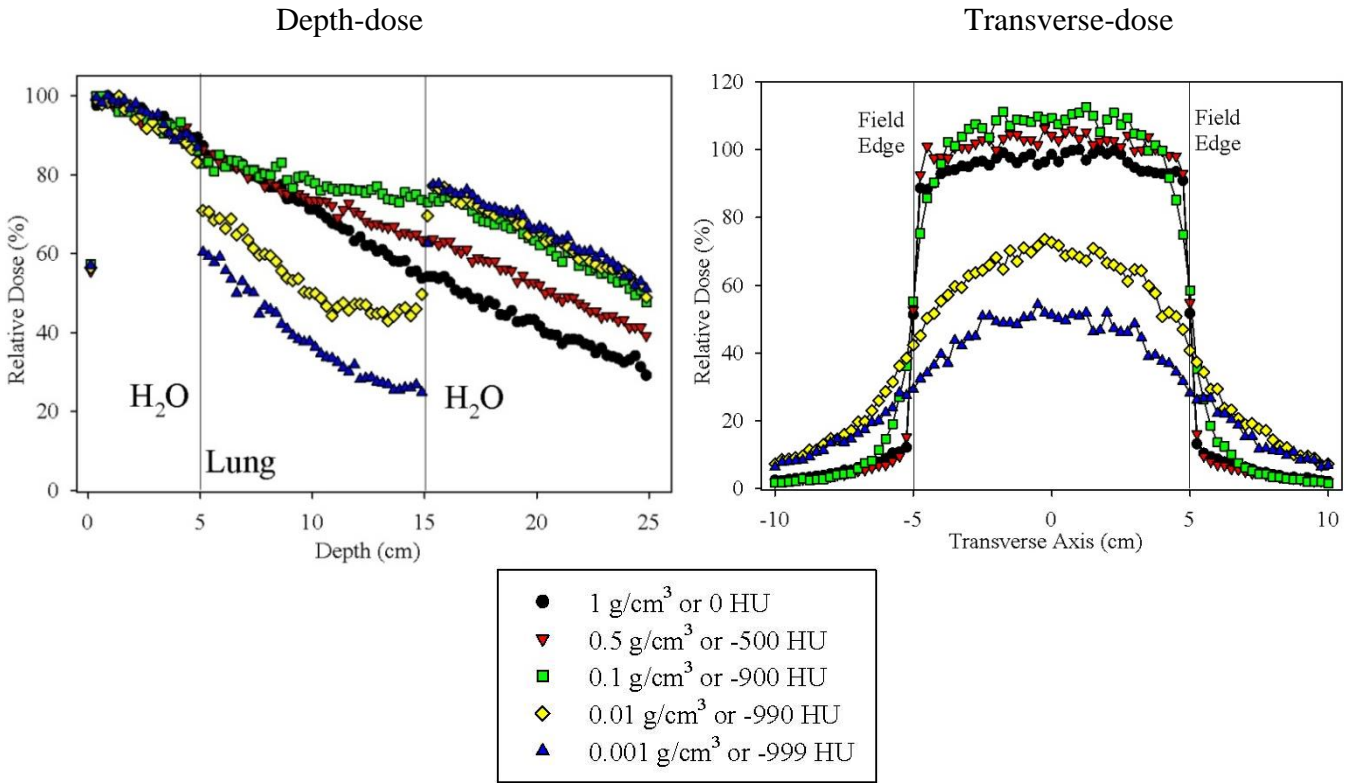 Depth-dose
Transverse-dose
100
80
60
40
20
0
Relative Dose (%)
H₂O
Lung
H₂O
0
5
10
15
20
25
Depth (cm)
120
100
80
60
40
20
0
Relative Dose (%)
Field
Edge
Field
Edge
-10
-5
0
5
10
Transverse Axis (cm)
1 g/cm³ or 0 HU
0.5 g/cm³ or -500 HU
0.1 g/cm³ or -900 HU
0.01 g/cm³ or -990 HU
0.001 g/cm³ or -999 HU